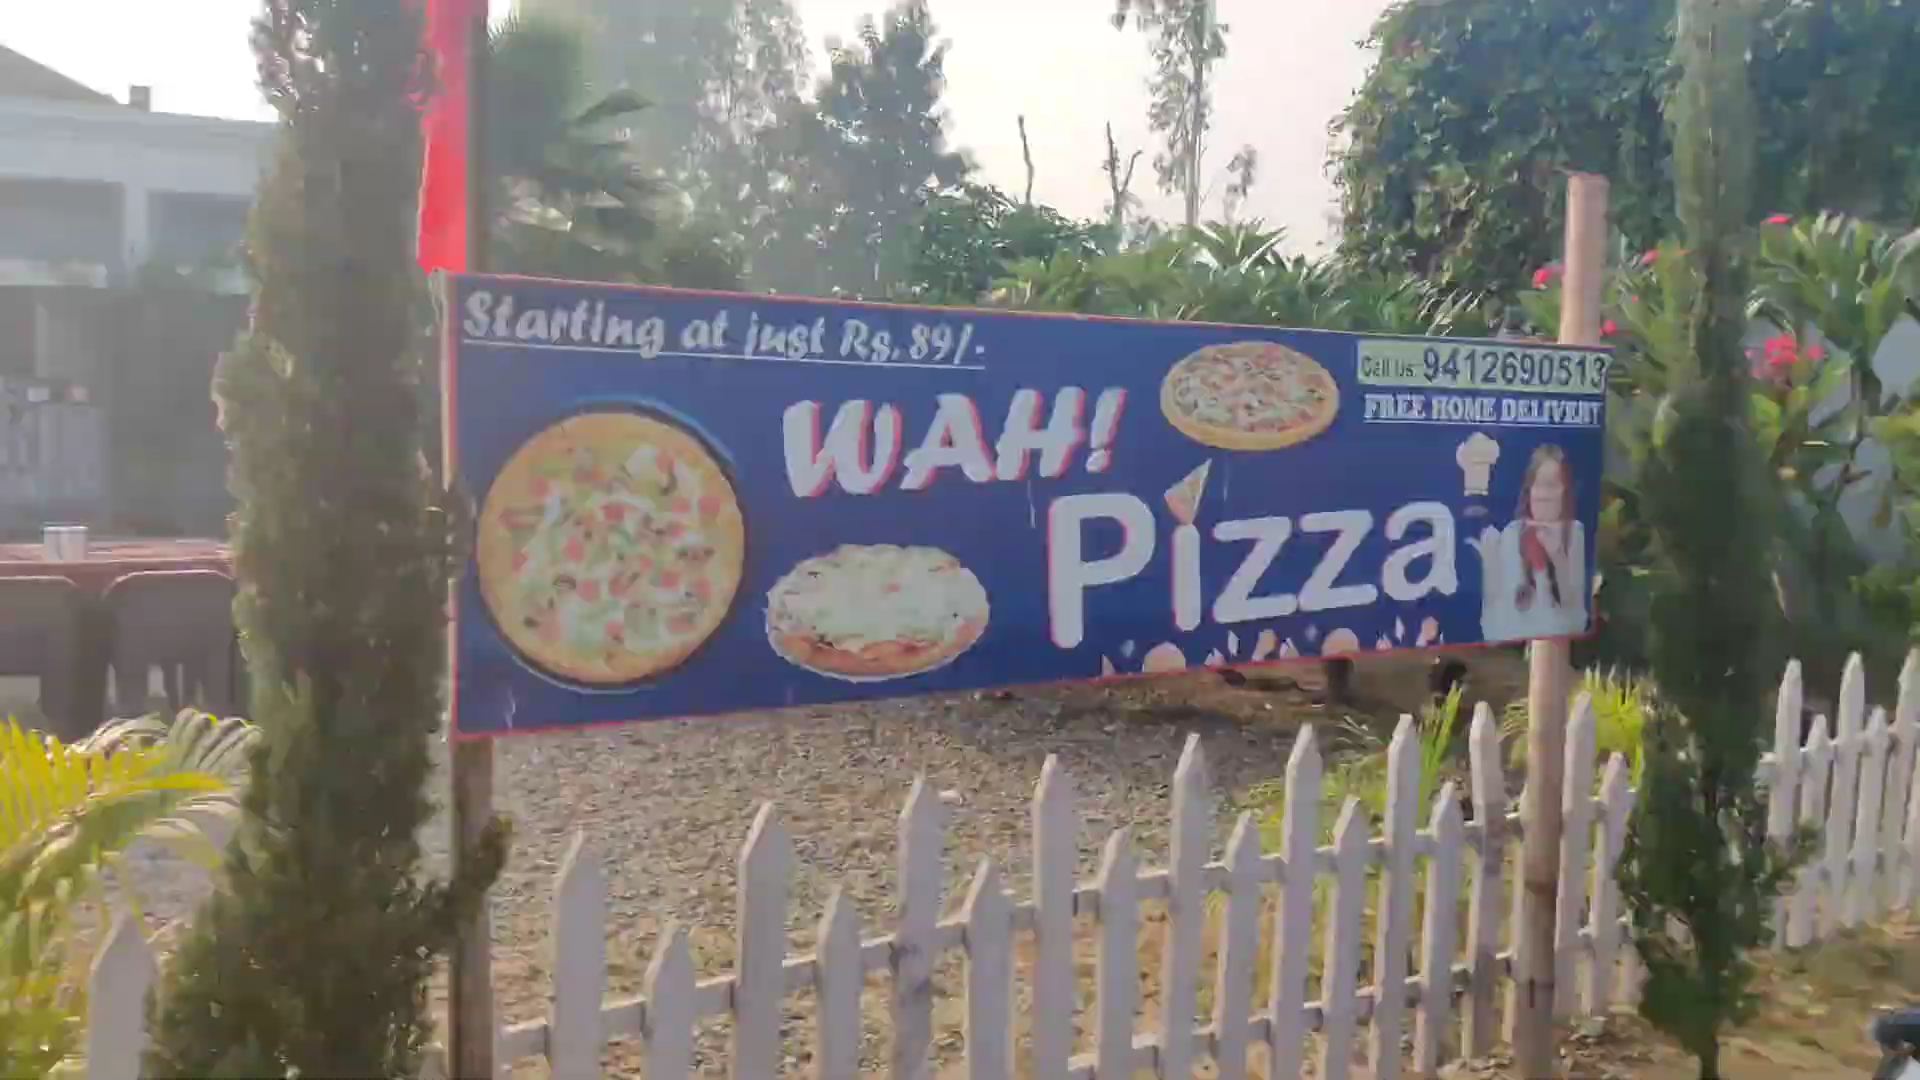 Starting at just Rs. 89/-
Call Us: 9412690513
FREE HOME DELIVERY
WAH!
Pizza